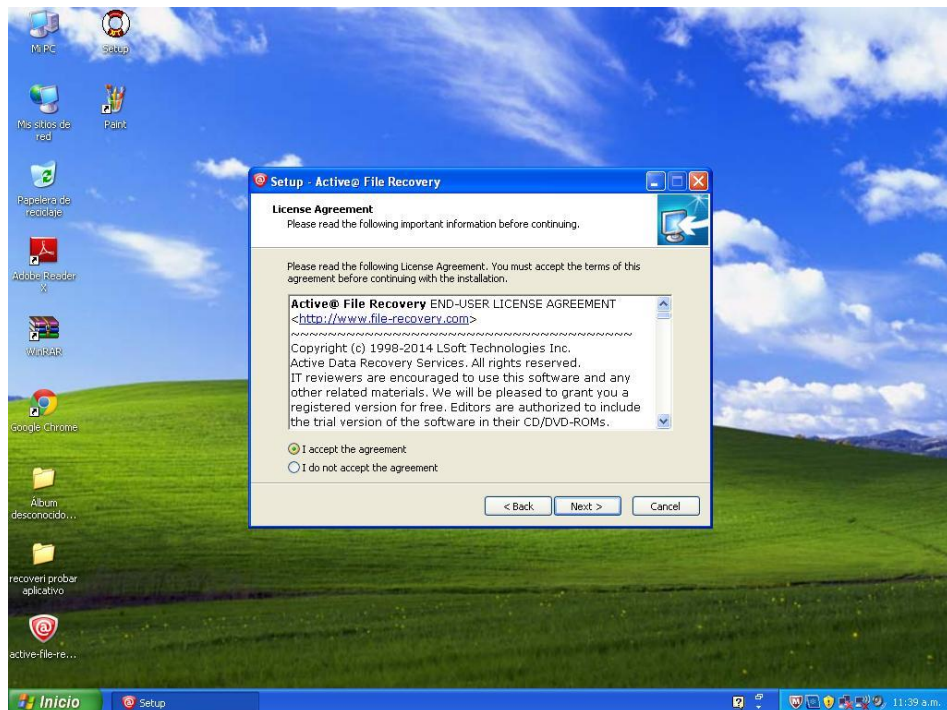 Mi PC
Setup
Mis sitios de
red
Paint
Papelera de
reciclaje
Adobe Reader
X
WinRAR
Google Chrome
Álbum
desconocido...
recoveri probar
aplicativo
active-file-re...
Setup - Active@ File Recovery
License Agreement
Please read the following important information before continuing.
Please read the following License Agreement. You must accept the terms of this
agreement before continuing with the installation.
Active@ File Recovery END-USER LICENSE AGREEMENT
<http://www.file-recovery.com>
~~~~~~~~~~~~~~~~~~~~~~~~~~~~~~~~~~~~~~~
Copyright (c) 1998-2014 LSoft Technologies Inc.
Active Data Recovery Services. All rights reserved.
IT reviewers are encouraged to use this software and any
other related materials. We will be pleased to grant you a
registered version for free. Editors are authorized to include
the trial version of the software in their CD/DVD-ROMs.
I accept the agreement
I do not accept the agreement
< Back
Next >
Cancel
Inicio
Setup
11:39 a.m.